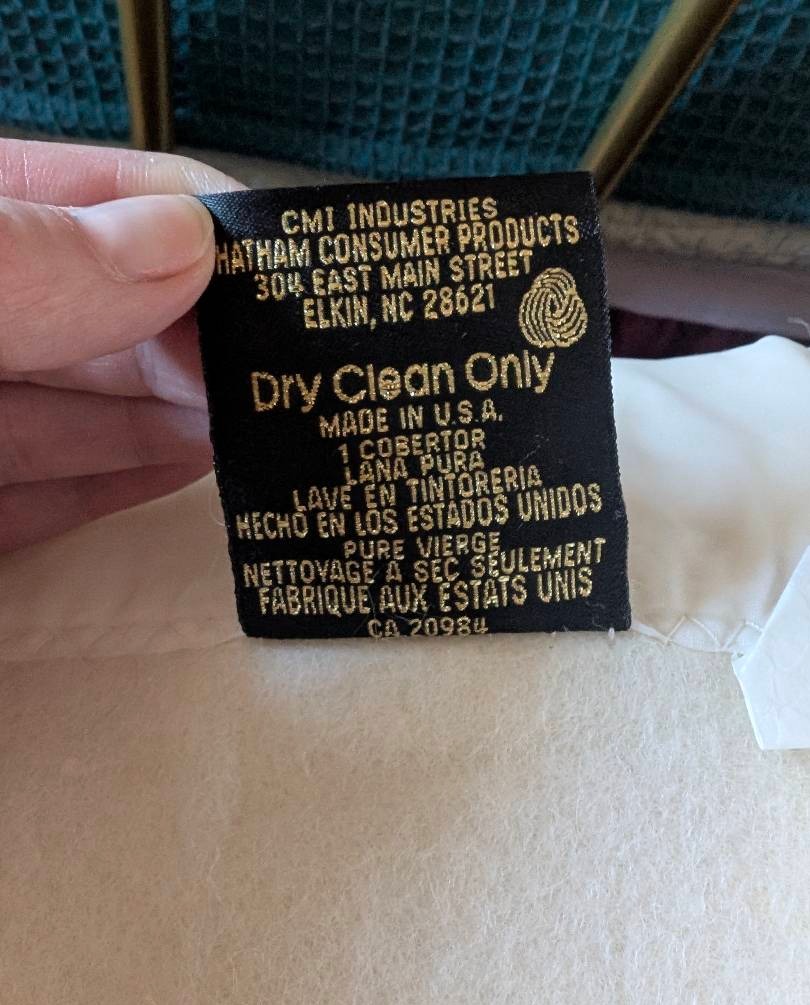 CMI INDUSTRIES
HATHAM CONSUMER PRODUCTS
304 EAST MAIN STREET
ELKIN, NC 28621
Dry Clean Only
MADE IN U.S.A.
1 COBERTOR
LANA PURA
LAVE EN TINTORERIA
HECHO EN LOS ESTADOS UNIDOS
PURE VIERGE
NETTOYAGE A SEC SEULEMENT
FABRIQUE AUX ESTATS UNIS
CA 20984